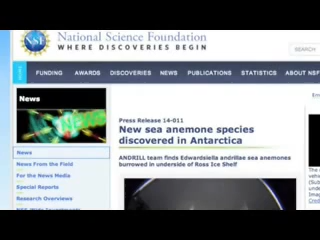 NSF
National Science Foundation
WHERE DISCOVERIES BEGIN
SEARCH
HOME
FUNDING
AWARDS
DISCOVERIES
NEWS
PUBLICATIONS
STATISTICS
ABOUT NSF
News
News
Press Release 14-011
New sea anemone species
discovered in Antarctica
ANDRILL team finds Edwardsiella andrillae sea anemones
burrowed in underside of Ross Ice Shelf
News
News From the Field
For the News Media
Special Reports
Research Overviews